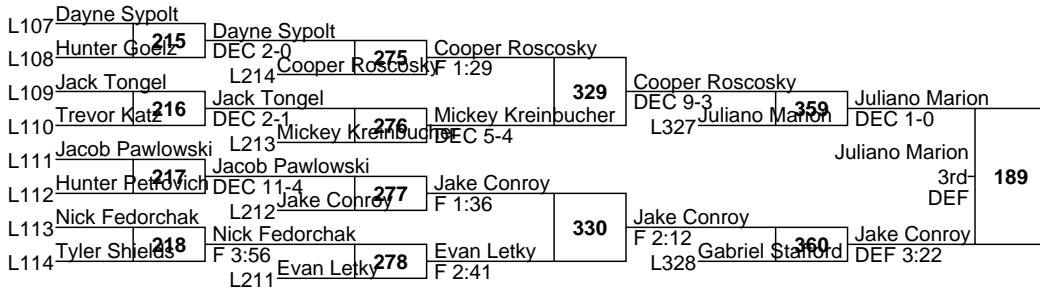 L107 Dayne Sypolt
215 Dayne Sypolt
L108 Hunter Goelz DEC 2-0 275 Cooper Roscosky
L214 Cooper Roscosky F 1:29
L109 Jack Tongel 329 Cooper Roscosky
216 Jack Tongel DEC 9-3 359 Juliano Marion
L110 Trevor Katz DEC 2-1 276 Mickey Kreinbucher L327 Juliano Marion DEC 1-0
L213 Mickey Kreinbucher DEC 5-4
L111 Jacob Pawlowski Juliano Marion
217 Jacob Pawlowski 3rd 189
L112 Hunter Petrovich DEC 11-4 277 Jake Conroy DEF
L212 Jake Conroy F 1:36
L113 Nick Fedorchak 330 Jake Conroy
218 Nick Fedorchak F 2:12 360 Jake Conroy
L114 Tyler Shields F 3:56 278 Evan Letky L328 Gabriel Stafford DEF 3:22
L211 Evan Letky F 2:41